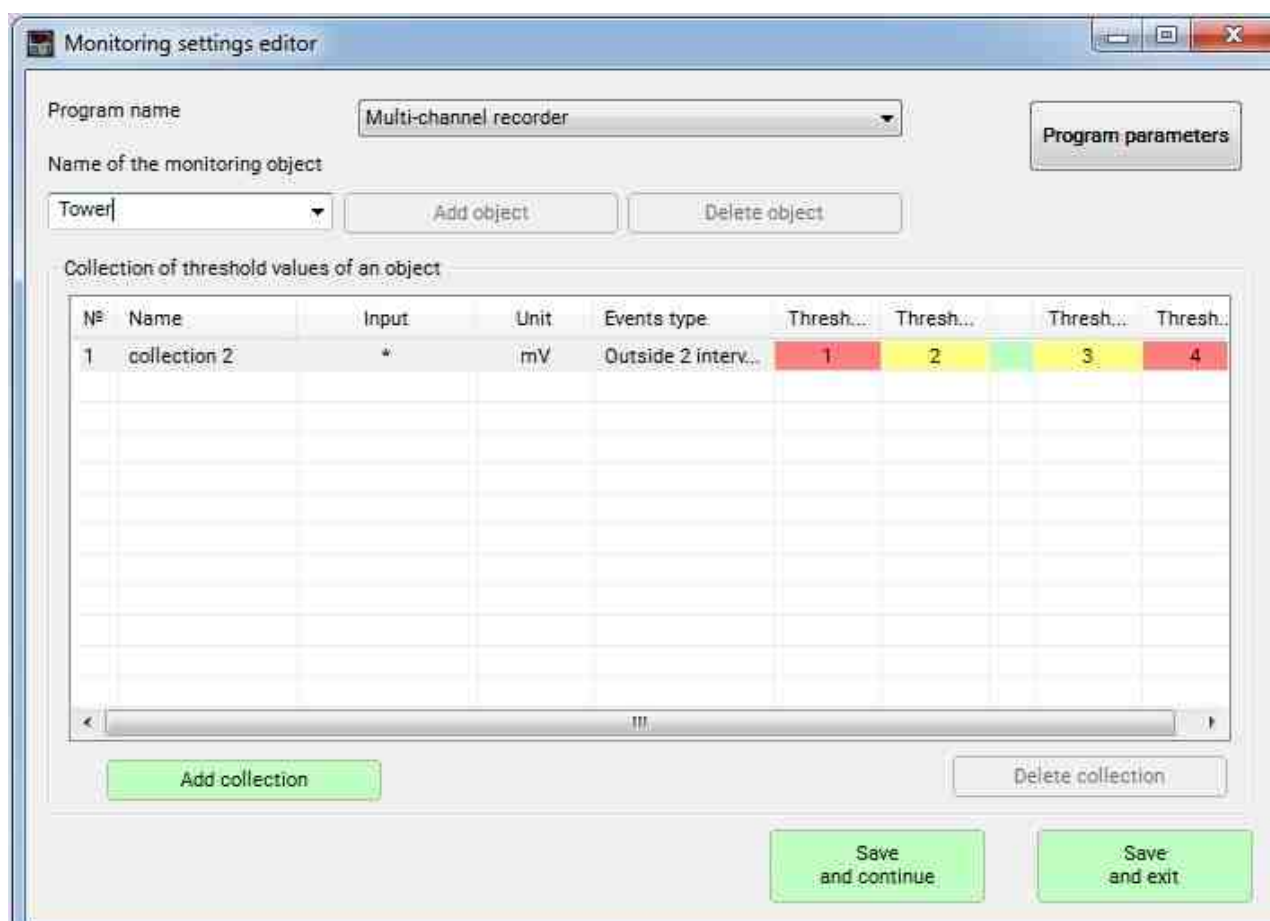 Monitoring settings editor
Program name
Multi-channel recorder
Program parameters
Name of the monitoring object
Tower
Add object
Delete object
Collection of threshold values of an object
№ Name Input Unit Events type Thresh... Thresh... Thresh... Thresh..
1 collection 2 * mV Outside 2 interv... 1 2 3 4
Add collection
Delete collection
Save
and continue
Save
and exit